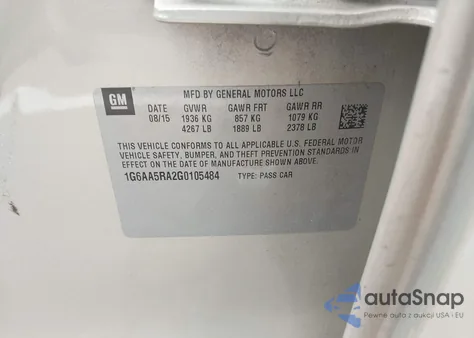 GM
MFD BY GENERAL MOTORS LLC
DATE GVWR GAWR FRT GAWR RR
08/15 1936 KG 857 KG 1079 KG
4267 LB 1889 LB 2378 LB
THIS VEHICLE CONFORMS TO ALL APPLICABLE U.S. FEDERAL MOTOR
VEHICLE SAFETY, BUMPER, AND THEFT PREVENTION STANDARDS IN
EFFECT ON THE DATE OF MANUFACTURE SHOWN ABOVE.
1G6AA5RA2G0105484 TYPE: PASS CAR
autoSnap
Pewne auta z aukcji USA i EU